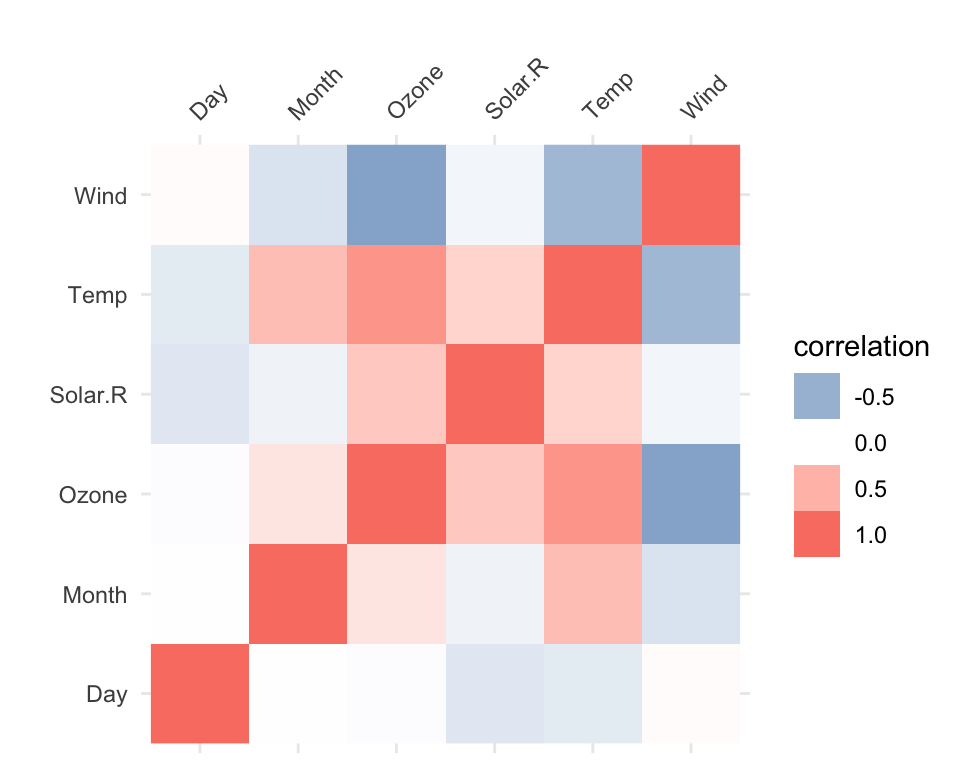 Day Month Ozone Solar.R Temp Wind
Wind
Temp
Solar.R
Ozone
Month
Day
correlation
-0.5
0.0
0.5
1.0